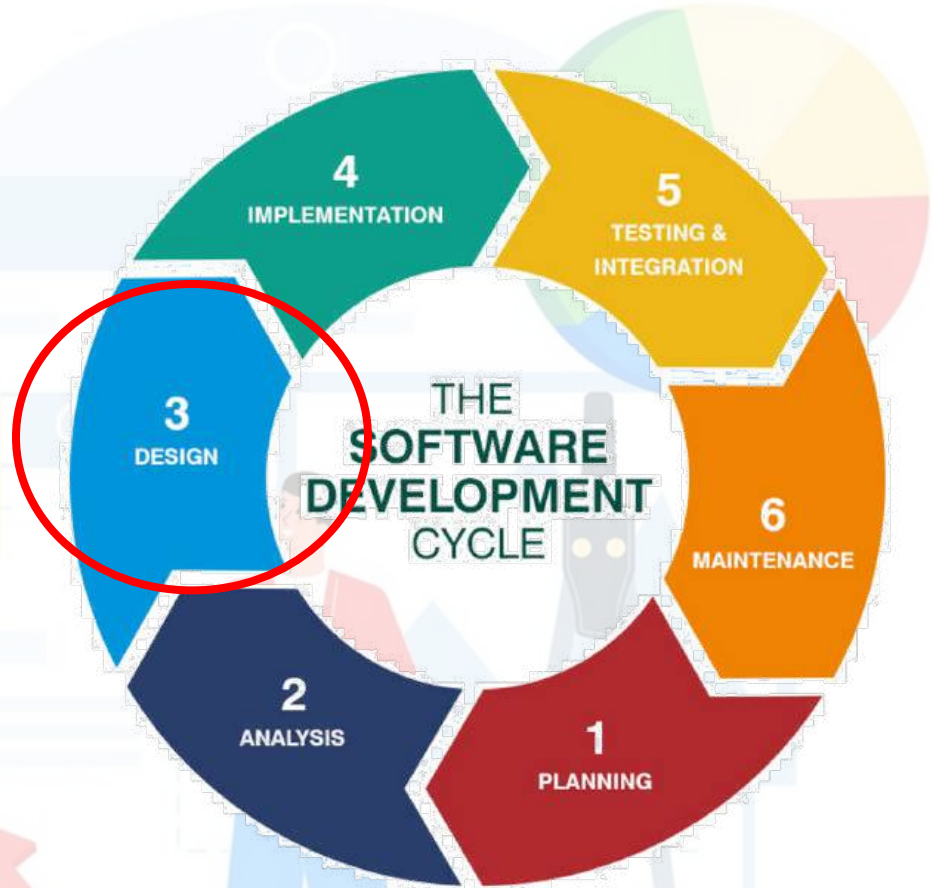 THE
SOFTWARE
DEVELOPMENT
CYCLE
1
PLANNING
2
ANALYSIS
3
DESIGN
4
IMPLEMENTATION
5
TESTING &
INTEGRATION
6
MAINTENANCE